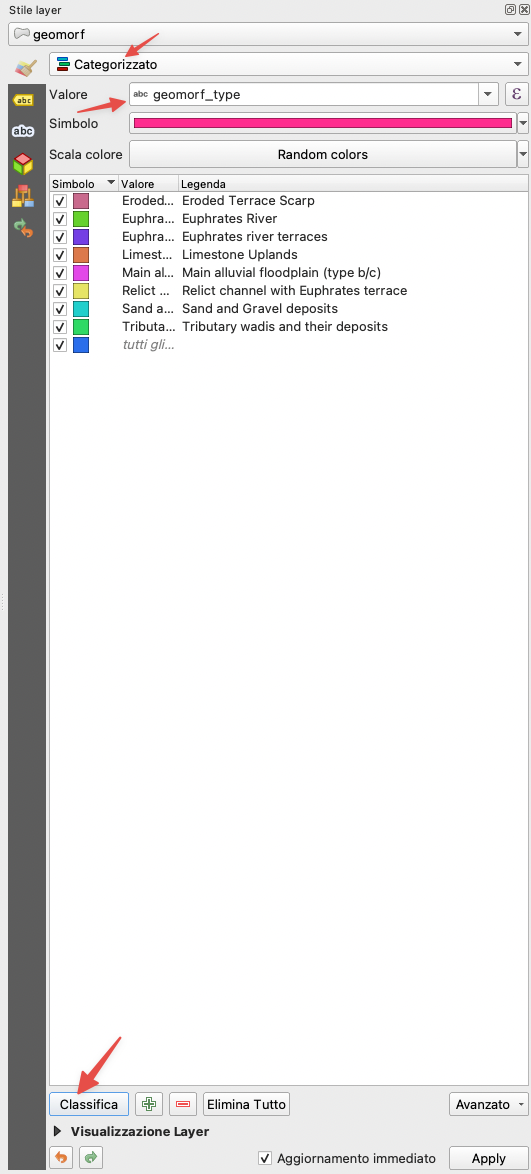 Stile layer
geomorf
Categorizzato
abc
Valore abc geomorf_type ε
abc
Simbolo
Scala colore Random colors
Simbolo Valore Legenda
Eroded... Eroded Terrace Scarp
Euphra... Euphrates River
Euphra... Euphrates river terraces
Limest... Limestone Uplands
Main al... Main alluvial floodplain (type b/c)
Relict ... Relict channel with Euphrates terrace
Sand a... Sand and Gravel deposits
Tributa... Tributary wadis and their deposits
tutti gli...
Classifica Elimina Tutto Avanzato
Visualizzazione Layer
Aggiornamento immediato Apply